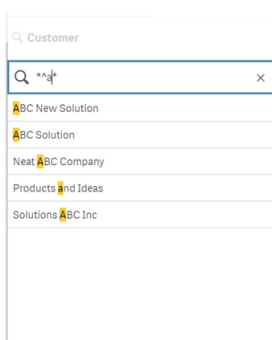 Customer
*^a*
ABC New Solution
ABC Solution
Neat ABC Company
Products and Ideas
Solutions ABC Inc